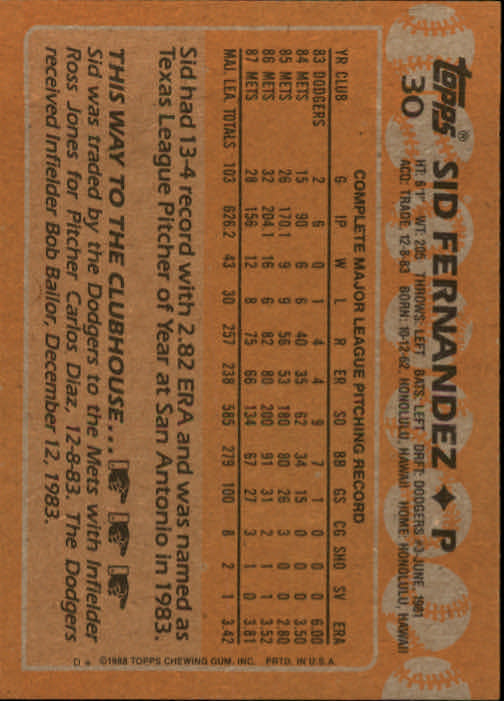 topps® SID FERNANDEZ ♦ P
30 HT: 6'1" WT: 205 THROWS: LEFT BATS: LEFT DRFT: DODGERS #3-JUNE, 1981
ACQ: TRADE, 12-8-83 BORN: 10-12-62, HONOLULU, HAWAII HOME: HONOLULU, HAWAII
COMPLETE MAJOR LEAGUE PITCHING RECORD
YR CLUB G IP W L R ER SO BB GS CG SHO SV ERA
83 DODGERS 2 6 0 1 4 4 9 7 1 0 0 0 6.00
84 METS 15 90 6 6 40 35 62 34 15 0 0 0 3.50
85 METS 26 170.1 9 9 56 53 180 80 26 3 0 0 2.80
86 METS 32 204.1 16 6 82 80 200 91 31 2 1 1 3.52
87 METS 28 156 12 8 75 66 134 67 27 3 1 0 3.81
MAJ. LEA. TOTALS 103 626.2 43 30 257 238 585 279 100 8 2 1 3.42
Sid had 13-4 record with 2.82 ERA and was named as
Texas League Pitcher of Year at San Antonio in 1983.
THIS WAY TO THE CLUBHOUSE...
Sid was traded by the Dodgers to the Mets with Infielder
Ross Jones for Pitcher Carlos Diaz, 12-8-83. The Dodgers
received Infielder Bob Bailor, December 12, 1983.
D* ©1988 TOPPS CHEWING GUM, INC. PRTD. IN U.S.A.